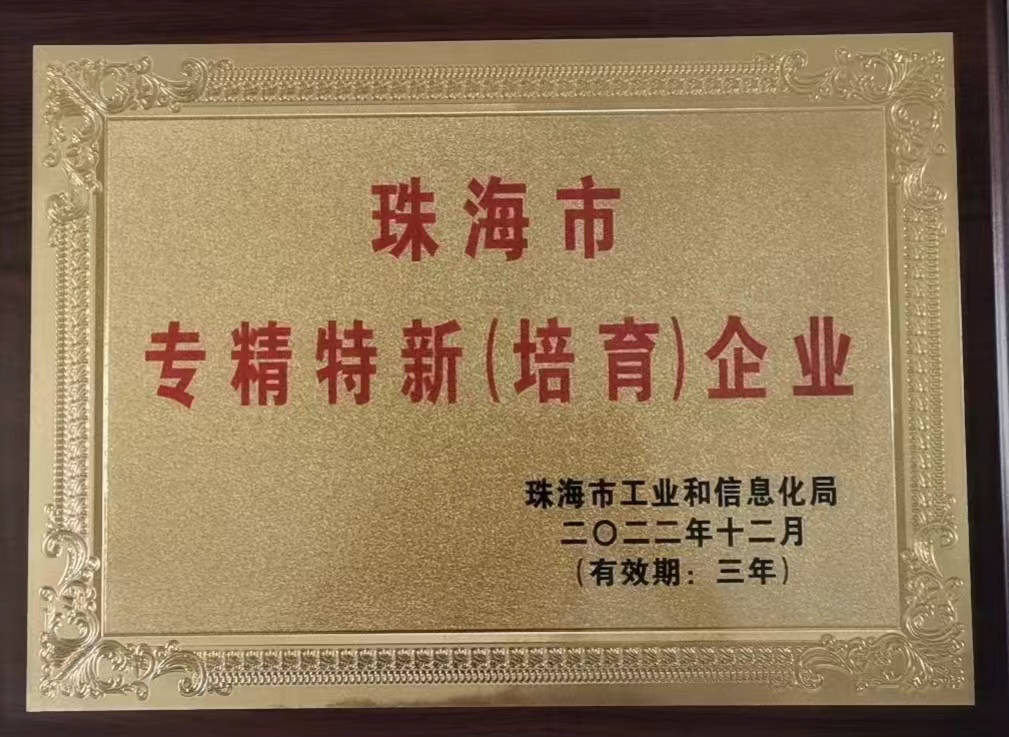 珠海市
专精特新(培育)企业
珠海市工业和信息化局
二〇二二年十二月
(有效期：三年)